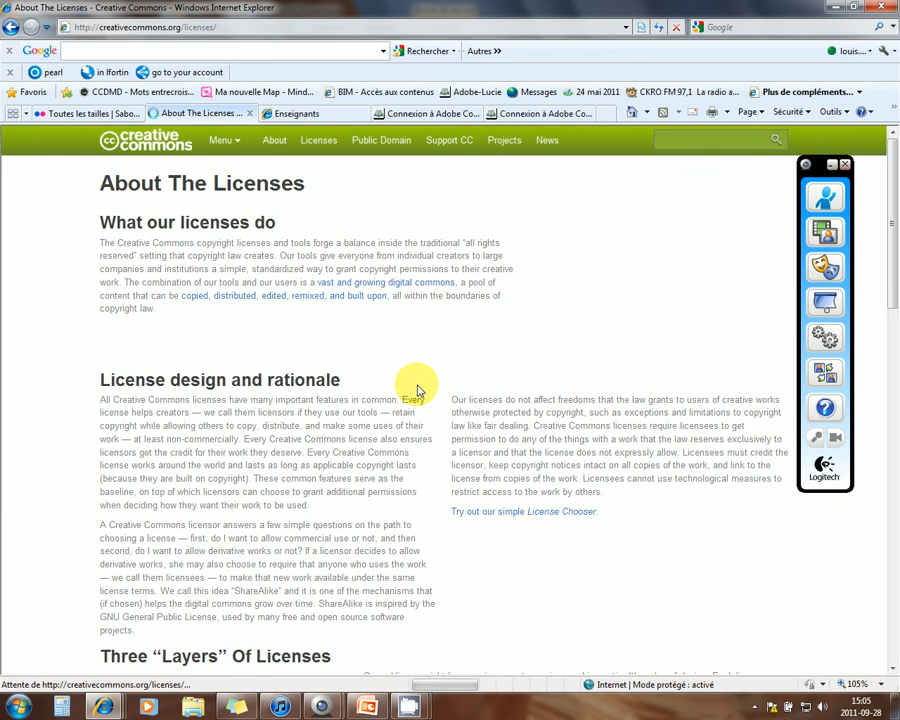 About The Licenses - Creative Commons - Windows Internet Explorer
http://creativecommons.org/licenses/
Google
Google
Rechercher
Autres »
louis....
pearl
in lfortin
go to your account
Favoris
CCDMD - Mots entrecrois...
Ma nouvelle Map - Mind...
BIM - Accès aux contenus
Adobe-Lucie
Messages
24 mai 2011
CKRO FM 97,1 La radio a...
Plus de compléments...
Toutes les tailles | Sabo...
About The Licenses ...
Enseignants
Connexion à Adobe Co...
Connexion à Adobe Co...
Page
Sécurité
Outils
cc creative commons
Menu
About
Licenses
Public Domain
Support CC
Projects
News
About The Licenses
What our licenses do
The Creative Commons copyright licenses and tools forge a balance inside the traditional “all rights
reserved” setting that copyright law creates. Our tools give everyone from individual creators to large
companies and institutions a simple, standardized way to grant copyright permissions to their creative
work. The combination of our tools and our users is a vast and growing digital commons, a pool of
content that can be copied, distributed, edited, remixed, and built upon, all within the boundaries of
copyright law.
License design and rationale
All Creative Commons licenses have many important features in common. Every
license helps creators — we call them licensors if they use our tools — retain
copyright while allowing others to copy, distribute, and make some uses of their
work — at least non-commercially. Every Creative Commons license also ensures
licensors get the credit for their work they deserve. Every Creative Commons
license works around the world and lasts as long as applicable copyright lasts
(because they are built on copyright). These common features serve as the
baseline, on top of which licensors can choose to grant additional permissions
when deciding how they want their work to be used.
A Creative Commons licensor answers a few simple questions on the path to
choosing a license — first, do I want to allow commercial use or not, and then
second, do I want to allow derivative works or not? If a licensor decides to allow
derivative works, she may also choose to require that anyone who uses the work
— we call them licensees — to make that new work available under the same
license terms. We call this idea “ShareAlike” and it is one of the mechanisms that
(if chosen) helps the digital commons grow over time. ShareAlike is inspired by the
GNU General Public License, used by many free and open source software
projects.
Our licenses do not affect freedoms that the law grants to users of creative works
otherwise protected by copyright, such as exceptions and limitations to copyright
law like fair dealing. Creative Commons licenses require licensees to get
permission to do any of the things with a work that the law reserves exclusively to
a licensor and that the license does not expressly allow. Licensees must credit the
licensor, keep copyright notices intact on all copies of the work, and link to the
license from copies of the work. Licensees cannot use technological measures to
restrict access to the work by others.
Try out our simple License Chooser.
Three “Layers” Of Licenses
Logitech
Attente de http://creativecommons.org/licenses/...
Internet | Mode protégé : activé
105%
15:05
2011-09-28